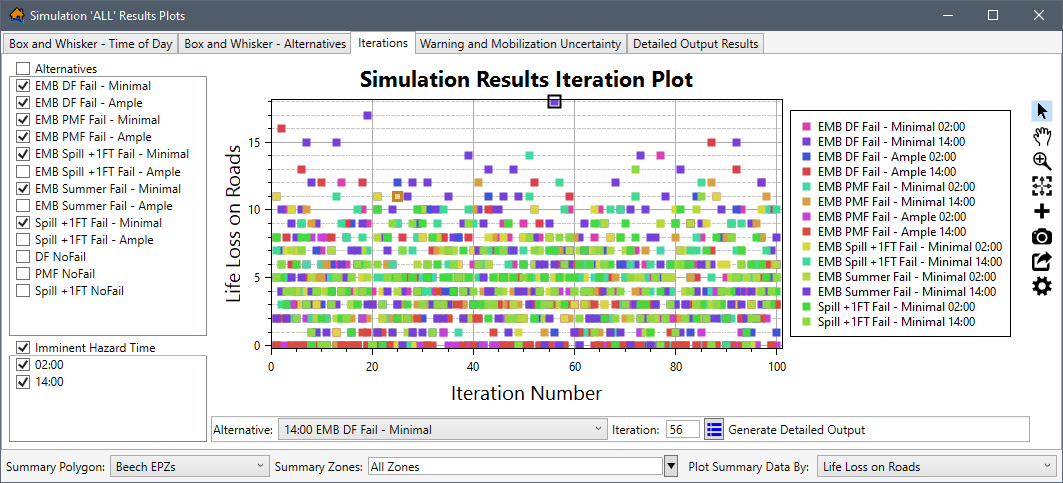 Simulation 'ALL' Results Plots
Box and Whisker - Time of Day Box and Whisker - Alternatives Iterations Warning and Mobilization Uncertainty Detailed Output Results
Alternatives
EMB DF Fail - Minimal
EMB DF Fail - Ample
EMB PMF Fail - Minimal
EMB PMF Fail - Ample
EMB Spill +1FT Fail - Minimal
EMB Spill +1FT Fail - Ample
EMB Summer Fail - Minimal
EMB Summer Fail - Ample
Spill +1FT Fail - Minimal
Spill +1FT Fail - Ample
DF NoFail
PMF NoFail
Spill +1FT NoFail
Imminent Hazard Time
02:00
14:00
Simulation Results Iteration Plot
Life Loss on Roads
15
10
5
0
0 20 40 60 80 100
Iteration Number
EMB DF Fail - Minimal 02:00
EMB DF Fail - Minimal 14:00
EMB DF Fail - Ample 02:00
EMB DF Fail - Ample 14:00
EMB PMF Fail - Minimal 02:00
EMB PMF Fail - Minimal 14:00
EMB PMF Fail - Ample 02:00
EMB PMF Fail - Ample 14:00
EMB Spill +1FT Fail - Minimal 02:00
EMB Spill +1FT Fail - Minimal 14:00
EMB Summer Fail - Minimal 02:00
EMB Summer Fail - Minimal 14:00
Spill +1FT Fail - Minimal 02:00
Spill +1FT Fail - Minimal 14:00
Alternative: 14:00 EMB DF Fail - Minimal Iteration: 56 Generate Detailed Output
Summary Polygon: Beech EPZs Summary Zones: All Zones Plot Summary Data By: Life Loss on Roads